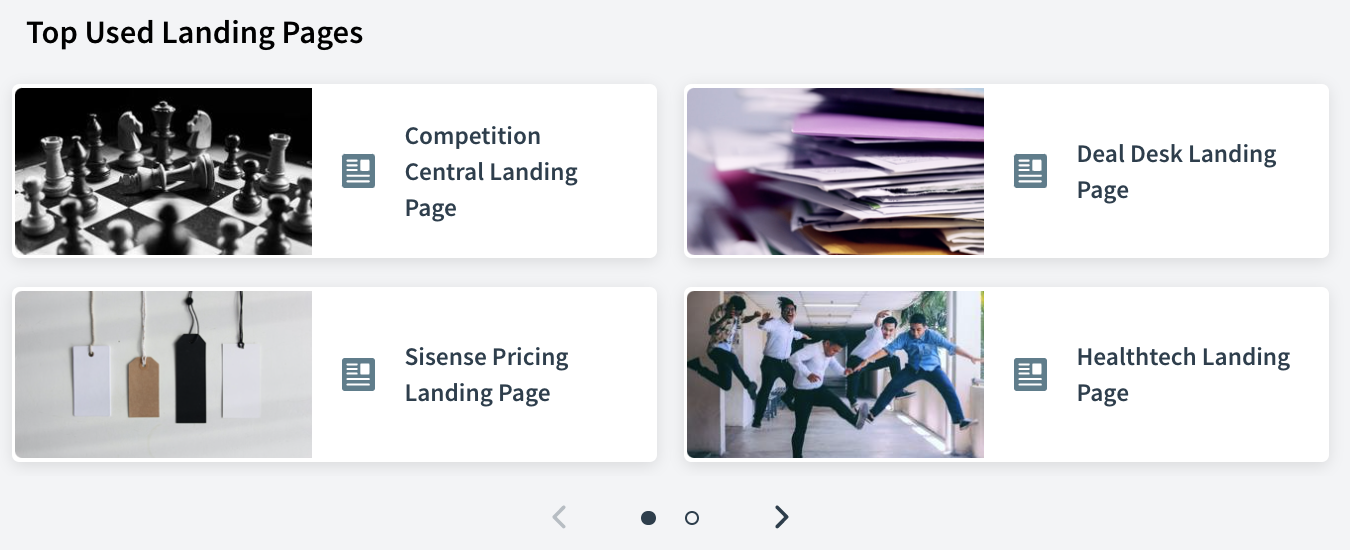 Top Used Landing Pages
Competition
Central Landing
Page
Deal Desk Landing
Page
Sisense Pricing
Landing Page
Healthtech Landing
Page